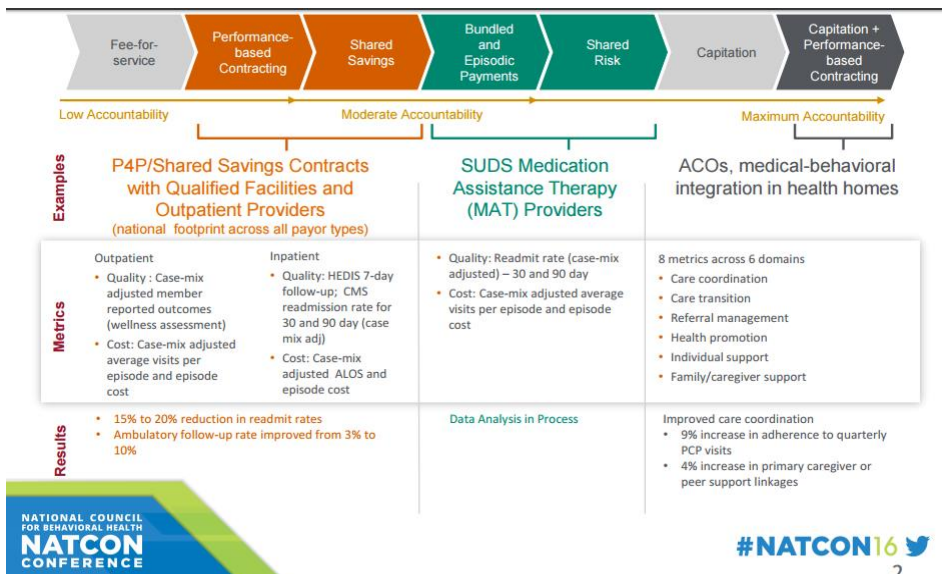 Fee-for-
service
Performance-
based
Contracting
Shared
Savings
Bundled
and
Episodic
Payments
Shared
Risk
Capitation
Capitation +
Performance-
based
Contracting
Low Accountability
Moderate Accountability
Maximum Accountability
Examples
P4P/Shared Savings Contracts
with Qualified Facilities and
Outpatient Providers
(national footprint across all payor types)
SUDS Medication
Assistance Therapy
(MAT) Providers
ACOs, medical-behavioral
integration in health homes
Metrics
Outpatient
• Quality : Case-mix
adjusted member
reported outcomes
(wellness assessment)
• Cost: Case-mix adjusted
average visits per
episode and episode
cost
Inpatient
• Quality: HEDIS 7-day
follow-up; CMS
readmission rate for
30 and 90 day (case
mix adj)
• Cost: Case-mix
adjusted ALOS and
episode cost
• Quality: Readmit rate (case-mix
adjusted) – 30 and 90 day
• Cost: Case-mix adjusted average
visits per episode and episode
cost
8 metrics across 6 domains
• Care coordination
• Care transition
• Referral management
• Health promotion
• Individual support
• Family/caregiver support
Results
• 15% to 20% reduction in readmit rates
• Ambulatory follow-up rate improved from 3% to
10%
Data Analysis in Process
Improved care coordination
• 9% increase in adherence to quarterly
PCP visits
• 4% increase in primary caregiver or
peer support linkages
NATIONAL COUNCIL
FOR BEHAVIORAL HEALTH
NATCON
CONFERENCE
#NATCON16
2